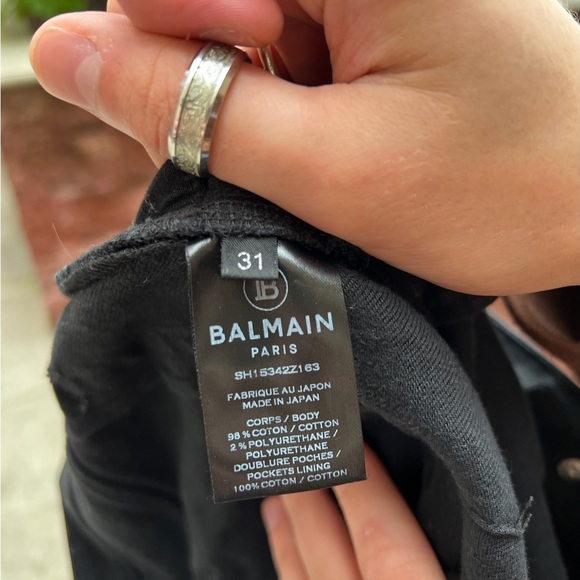 31
B
BALMAIN
PARIS
SH15342Z163
FABRIQUE AU JAPON
MADE IN JAPAN
CORPS / BODY
98% COTON / COTTON
2% POLYURETHANE /
POLYURETHANE
DOUBLURE POCHES /
POCKETS LINING
100% COTON / COTTON